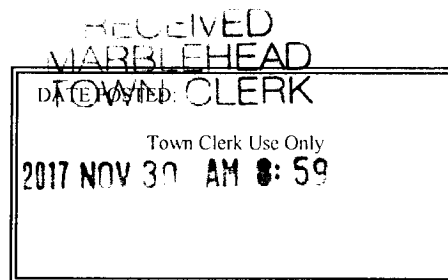 RECEIVED
MARBLEHEAD
TOWN CLERK
DATE POSTED:
Town Clerk Use Only
2017 NOV 30 AM 8: 59